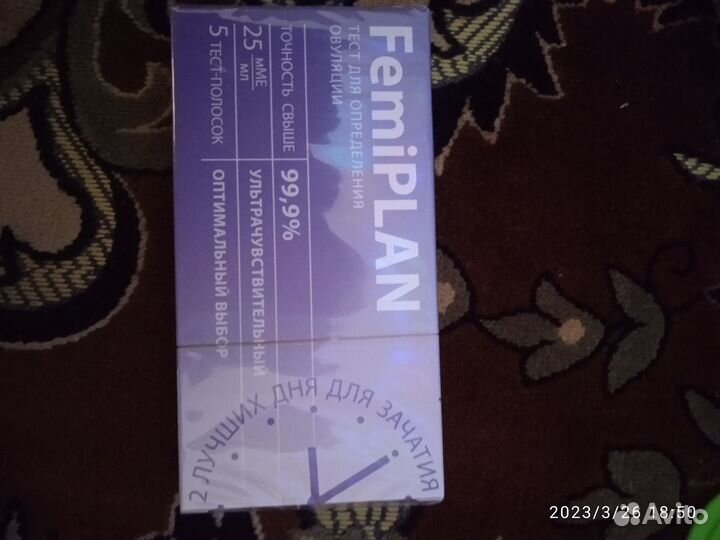 FemiPLAN
ТЕСТ ДЛЯ ОПРЕДЕЛЕНИЯ
ОВУЛЯЦИИ
ТОЧНОСТЬ СВЫШЕ 99,9%
25 мМЕ/мл УЛЬТРАЧУВСТВИТЕЛЬНЫЙ
5 ТЕСТ-ПОЛОСОК ОПТИМАЛЬНЫЙ ВЫБОР
2 ЛУЧШИХ ДНЯ ДЛЯ ЗАЧАТИЯ
2023/3/26 18:50
Avito